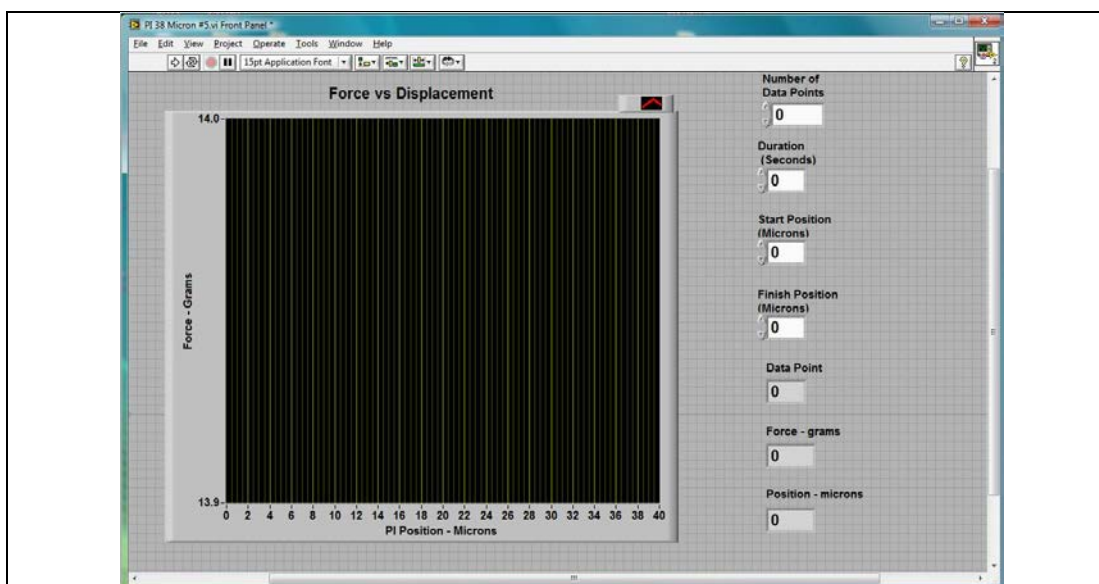 PI 38 Micron #5.vi Front Panel *
File Edit View Project Operate Tools Window Help
15pt Application Font
2
Force vs Displacement
14.0
Force - Grams
13.9
0 2 4 6 8 10 12 14 16 18 20 22 24 26 28 30 32 34 36 38 40
PI Position - Microns
Number of
Data Points
0
Duration
(Seconds)
0
Start Position
(Microns)
0
Finish Position
(Microns)
0
Data Point
0
Force - grams
0
Position - microns
0